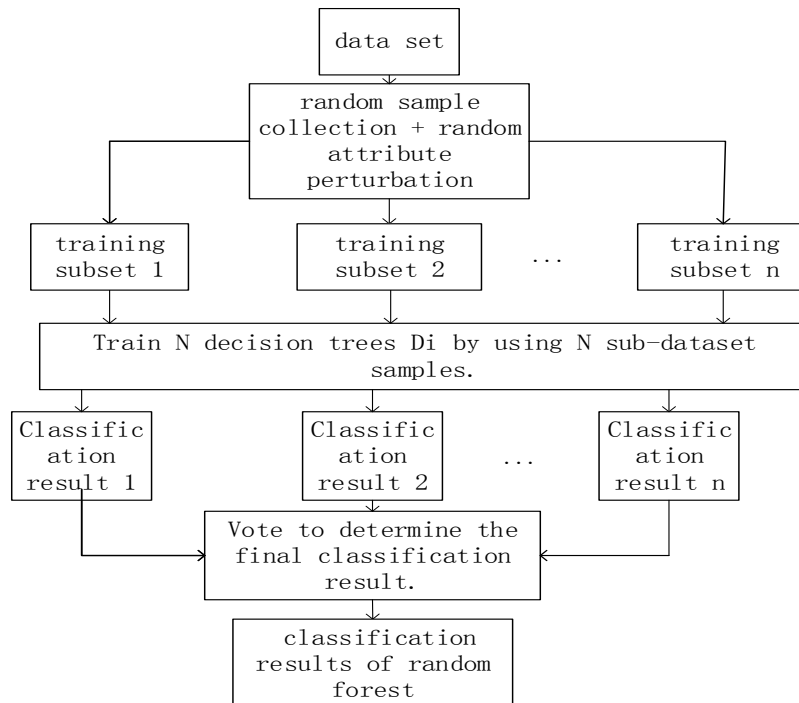 data set
random sample
collection + random
attribute
perturbation
training
subset 1
training
subset 2
...
training
subset n
Train N decision trees Di by using N sub-dataset
samples.
Classific
ation
result 1
Classific
ation
result 2
...
Classific
ation
result n
Vote to determine the
final classification
result.
classification
results of random
forest